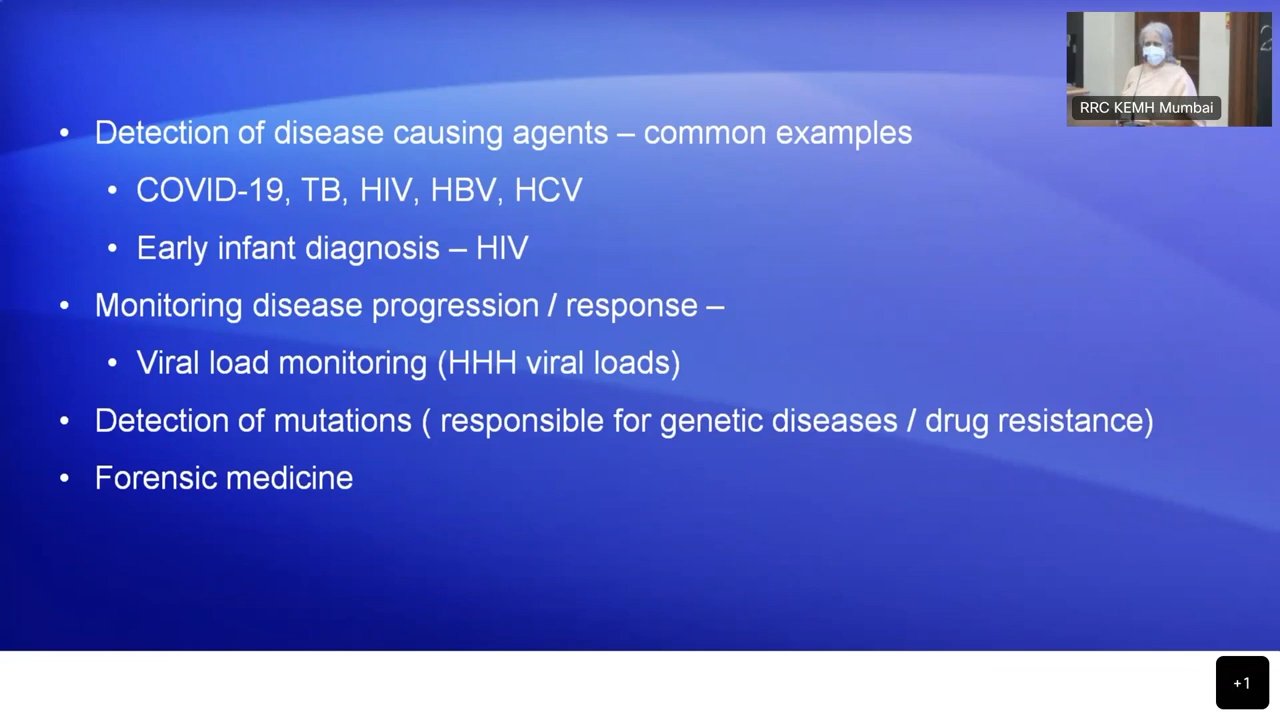 • Detection of disease causing agents – common examples
• COVID-19, TB, HIV, HBV, HCV
• Early infant diagnosis – HIV
• Monitoring disease progression / response –
• Viral load monitoring (HHH viral loads)
• Detection of mutations ( responsible for genetic diseases / drug resistance)
• Forensic medicine
2
RRC KEMH Mumbai
+1